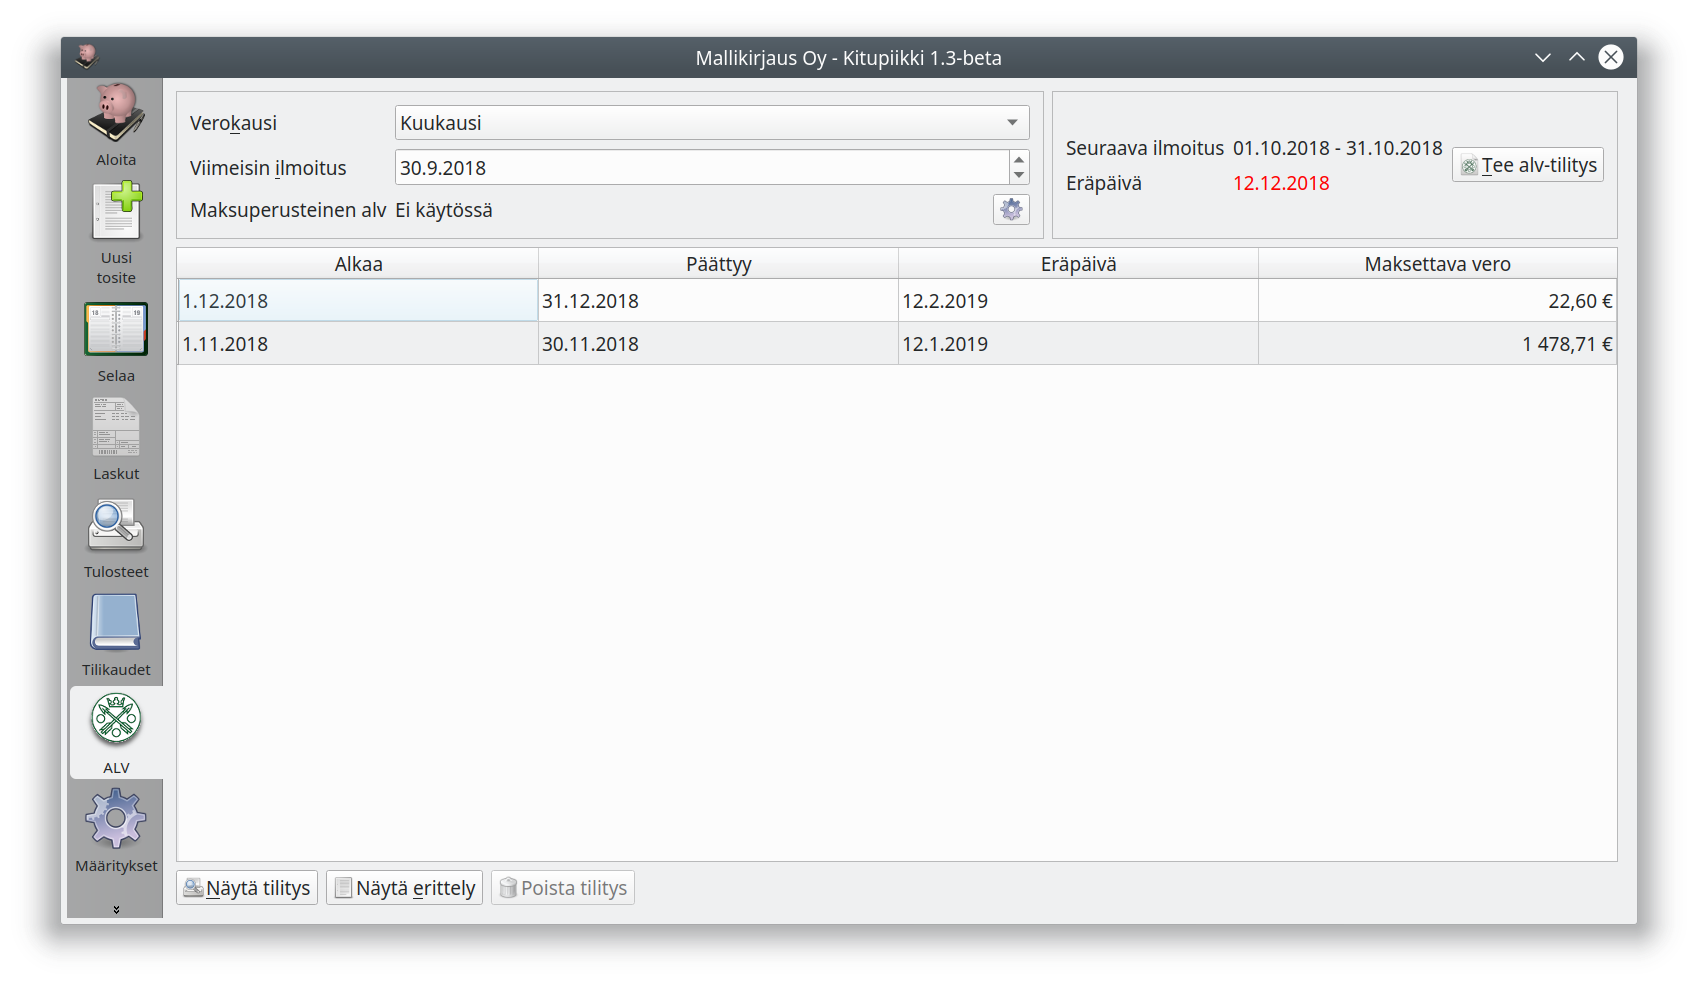 Mallikirjaus Oy - Kitupiikki 1.3-beta
Aloita
Uusi
tosite
Selaa
Laskut
Tulosteet
Tilikaudet
ALV
Määritykset
Verokausi
Kuukausi
Viimeisin ilmoitus
30.9.2018
Maksuperusteinen alv Ei käytössä
Seuraava ilmoitus 01.10.2018 - 31.10.2018
Eräpäivä 12.12.2018
Tee alv-tilitys
Alkaa Päättyy Eräpäivä Maksettava vero
1.12.2018 31.12.2018 12.2.2019 22,60 €
1.11.2018 30.11.2018 12.1.2019 1 478,71 €
Näytä tilitys Näytä erittely Poista tilitys